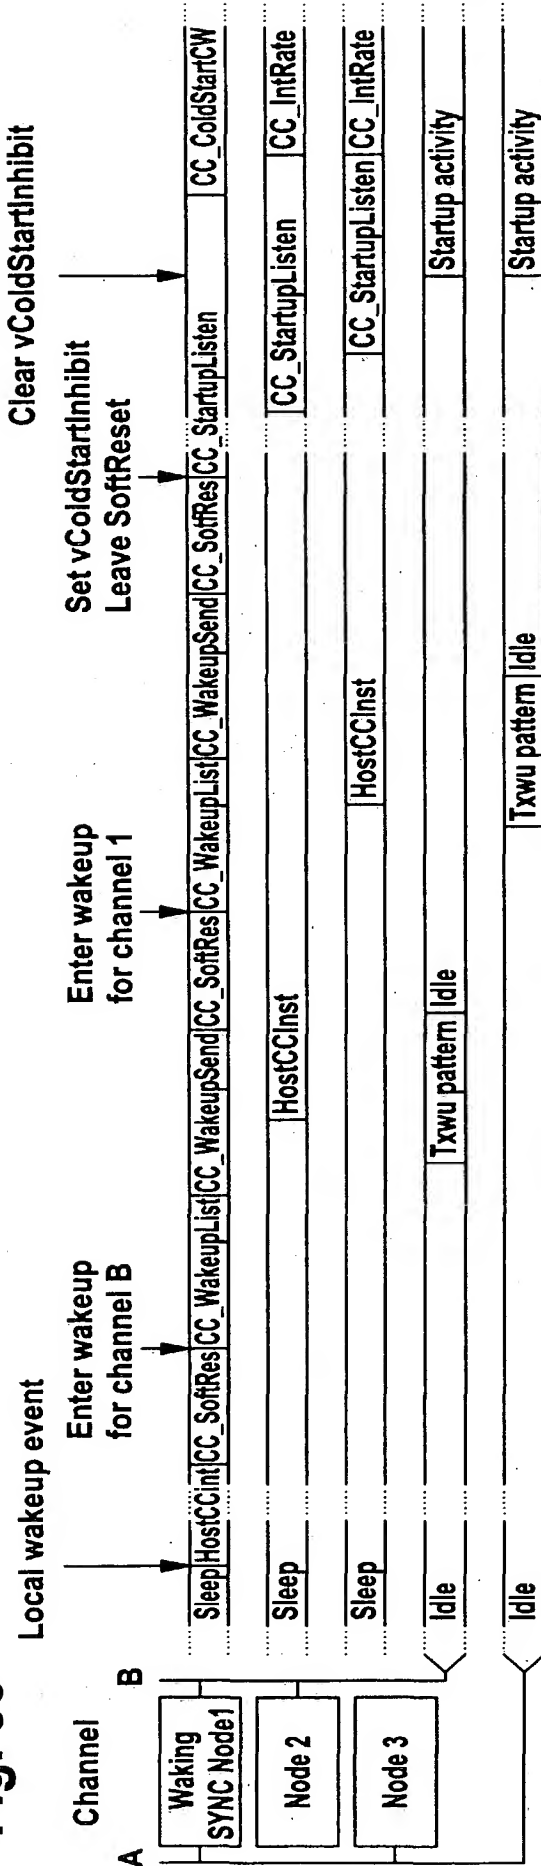 Local wakeup event
Clear vColdStartInhibit
Channel
Enter wakeup
for channel B
Enter wakeup
for channel 1
Set vColdStartInhibit
Leave SoftReset
A
B
Waking
SYNC Node1
Sleep HostCCint CC_SoftRes CC_WakeupList CC_WakeupSend CC_SoftRes CC_WakeupList CC_WakeupSend CC_SoftRes CC_StartupListen CC_ColdStartCW
Node 2
Sleep HostCCInst CC_StartupListen CC_IntRate
Node 3
Sleep HostCCInst CC_StartupListen CC_IntRate
Idle Txwu pattern Idle Startup activity
Idle Txwu pattern Idle Startup activity